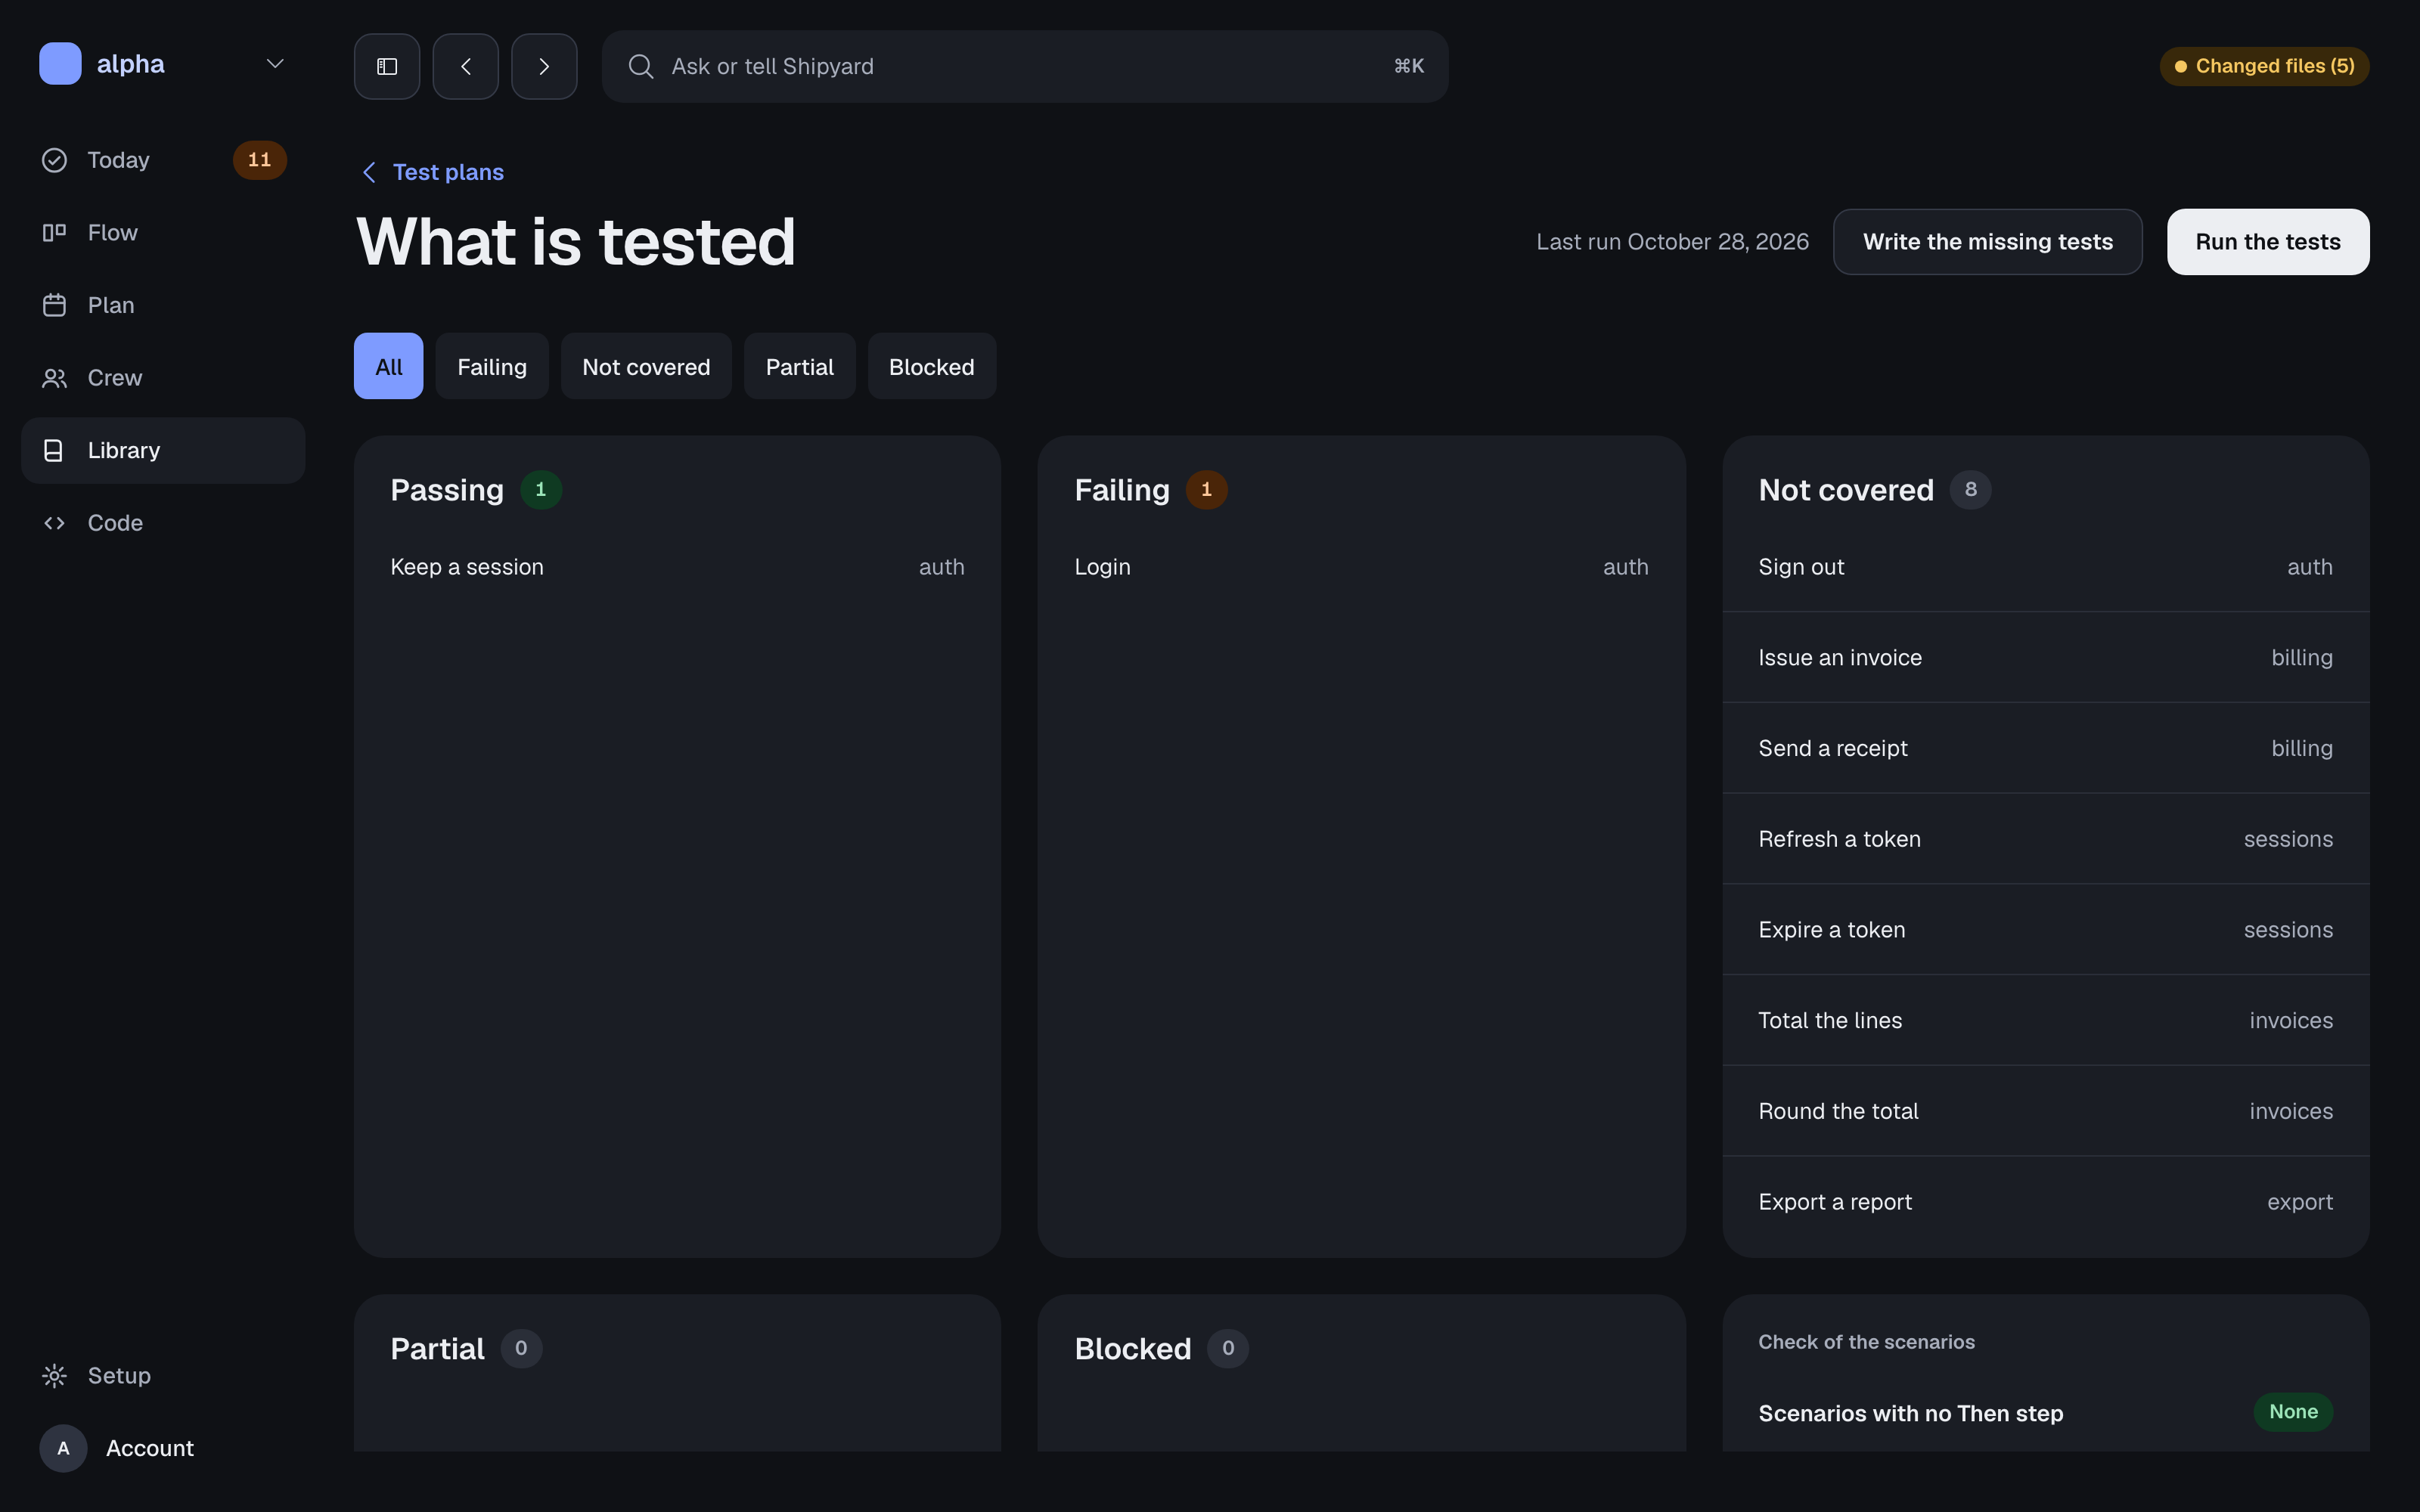 alpha
Today 11
Flow
Plan
Crew
Library
Code
Setup
A Account
Ask or tell Shipyard ⌘K
Changed files (5)
Test plans
What is tested
Last run October 28, 2026
Write the missing tests
Run the tests
All
Failing
Not covered
Partial
Blocked
Passing 1
Keep a session auth
Failing 1
Login auth
Not covered 8
Sign out auth
Issue an invoice billing
Send a receipt billing
Refresh a token sessions
Expire a token sessions
Total the lines invoices
Round the total invoices
Export a report export
Partial 0
Blocked 0
Check of the scenarios
Scenarios with no Then step None